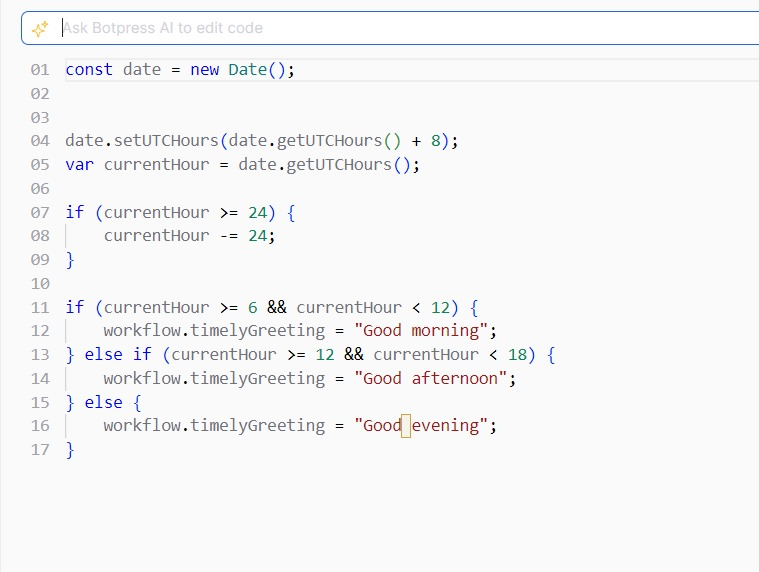 Ask Botpress AI to edit code
01 const date = new Date();
02
03
04 date.setUTCHours(date.getUTCHours() + 8);
05 var currentHour = date.getUTCHours();
06
07 if (currentHour >= 24) {
08     currentHour -= 24;
09 }
10
11 if (currentHour >= 6 && currentHour < 12) {
12     workflow.timelyGreeting = "Good morning";
13 } else if (currentHour >= 12 && currentHour < 18) {
14     workflow.timelyGreeting = "Good afternoon";
15 } else {
16     workflow.timelyGreeting = "Good evening";
17 }